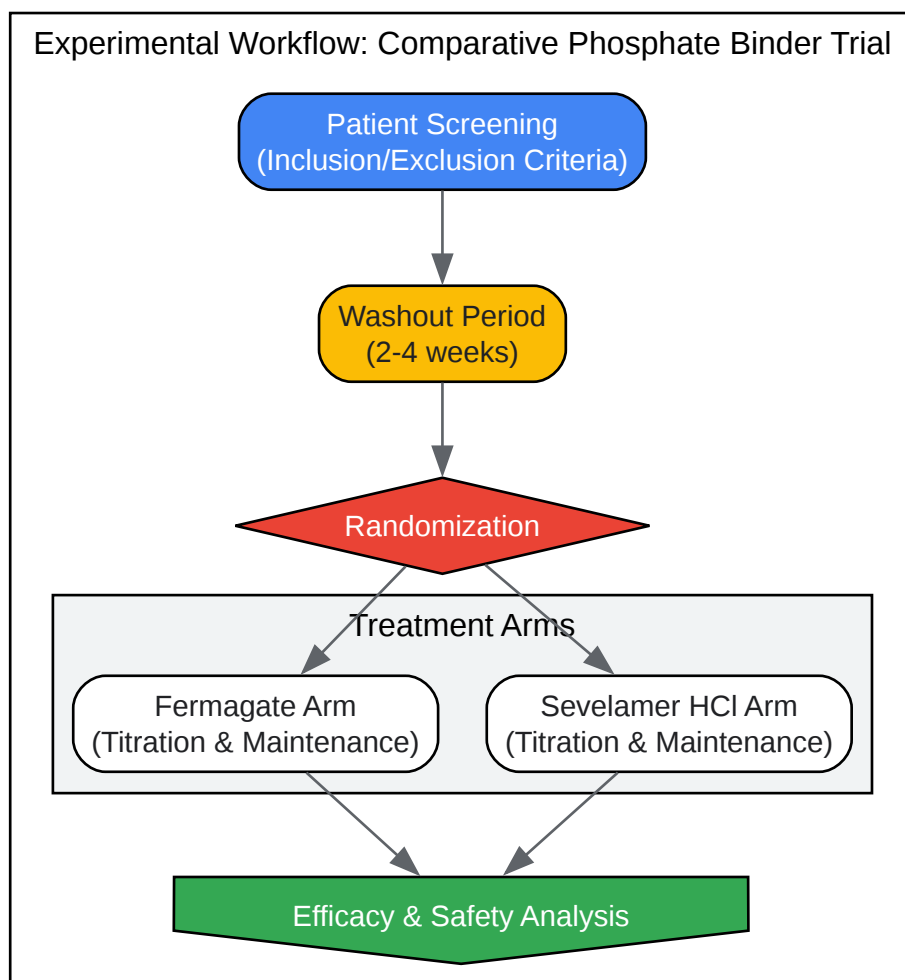 Experimental Workflow: Comparative Phosphate Binder Trial
Patient Screening
(Inclusion/Exclusion Criteria)
Washout Period
(2-4 weeks)
Randomization
Treatment Arms
Fermagate Arm
(Titration & Maintenance)
Sevelamer HCl Arm
(Titration & Maintenance)
Efficacy & Safety Analysis